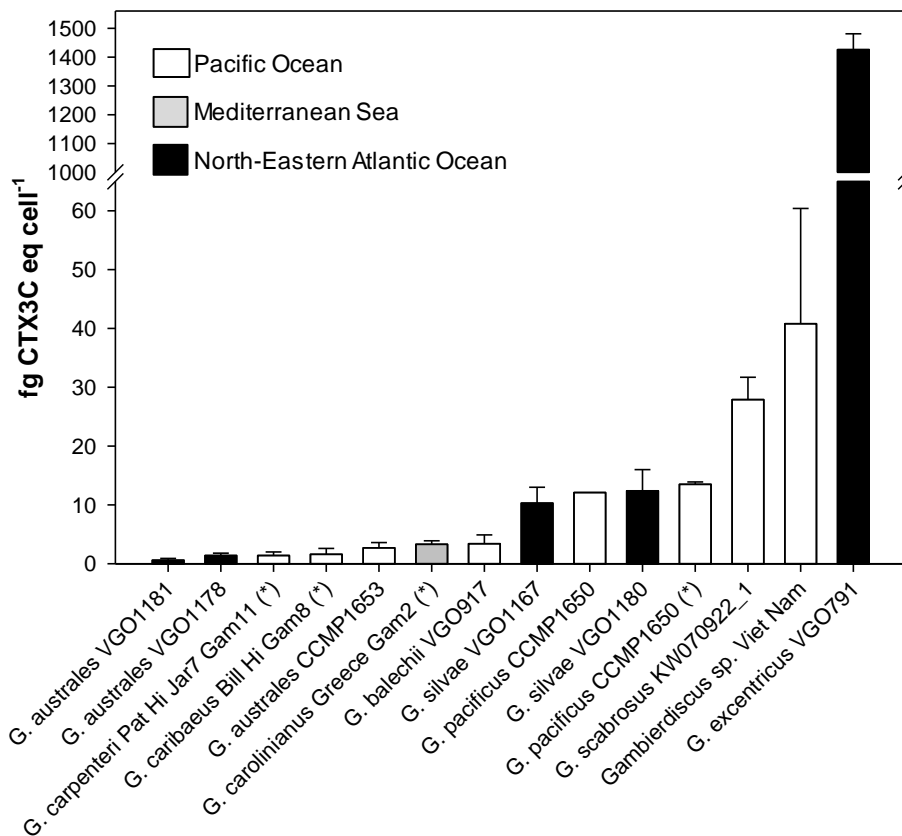 fg CTX3C eq cell-1
1500
1400
1300
1200
1100
1000
60
50
40
30
20
10
0
Pacific Ocean
Mediterranean Sea
North-Eastern Atlantic Ocean
G. australes VGO1181
G. australes VGO1178
G. carpenteri Pat Hi Jar7 Gam11 (*)
G. caribaeus Bill Hi Gam8 (*)
G. australes CCMP1653
G. carolinianus Greece Gam2 (*)
G. balechii VGO917
G. silvae VGO1167
G. pacificus CCMP1650
G. silvae VGO1180
G. pacificus CCMP1650 (*)
G. scabrosus KW070922_1
Gambierdiscus sp. Viet Nam
G. excentricus VGO791